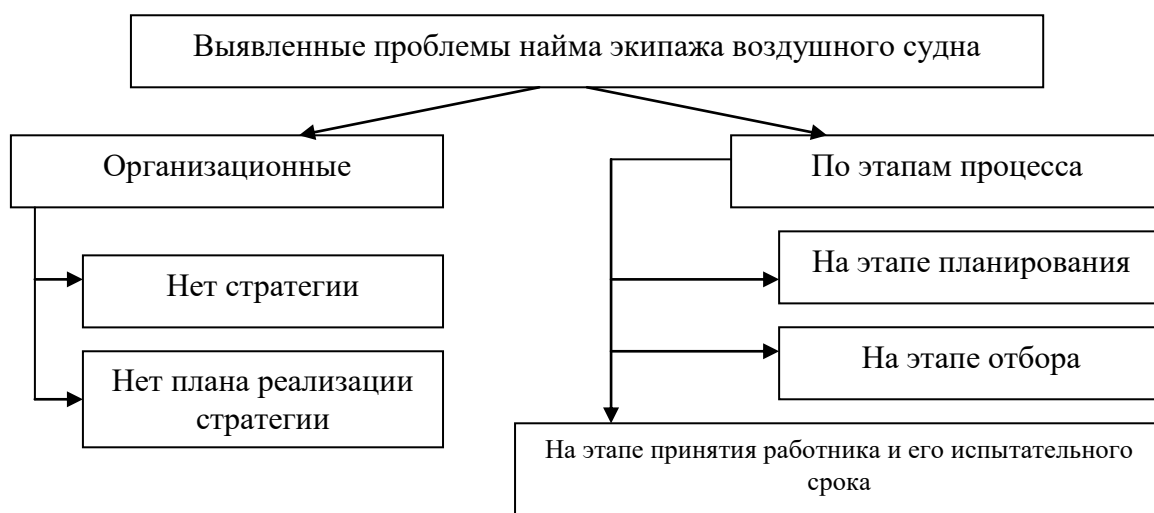 Выявленные проблемы найма экипажа воздушного судна
Организационные
По этапам процесса
Нет стратегии
Нет плана реализации
стратегии
На этапе планирования
На этапе отбора
На этапе принятия работника и его испытательного
срока